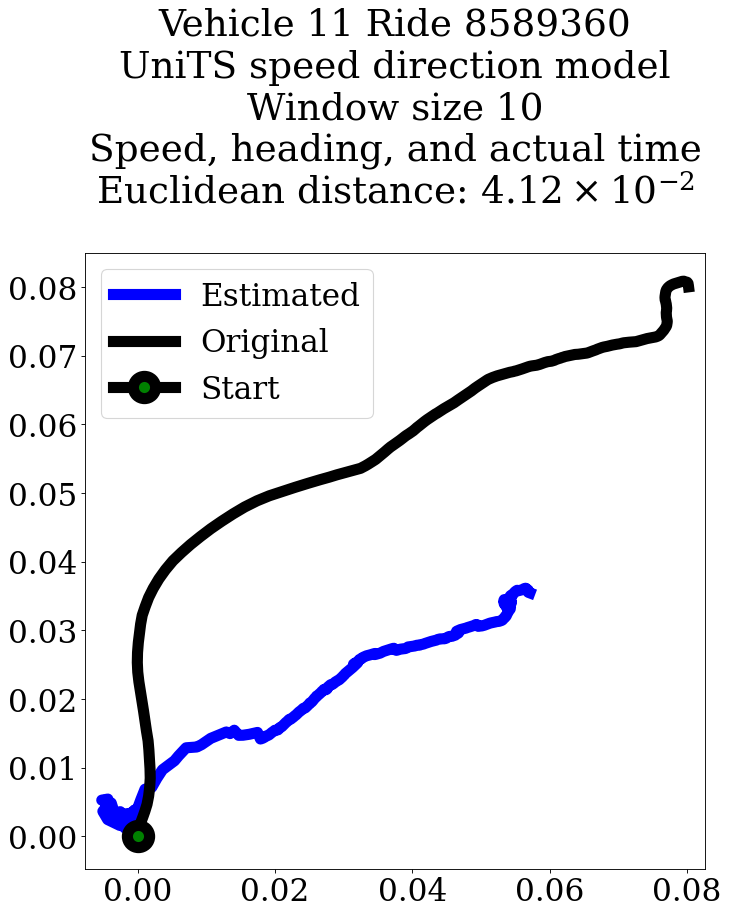 Vehicle 11 Ride 8589360
UniTS speed direction model
Window size 10
Speed, heading, and actual time
Euclidean distance: 4.12 × 10⁻²
Estimated
Original
Start
0.08
0.07
0.06
0.05
0.04
0.03
0.02
0.01
0.00
0.00 0.02 0.04 0.06 0.08